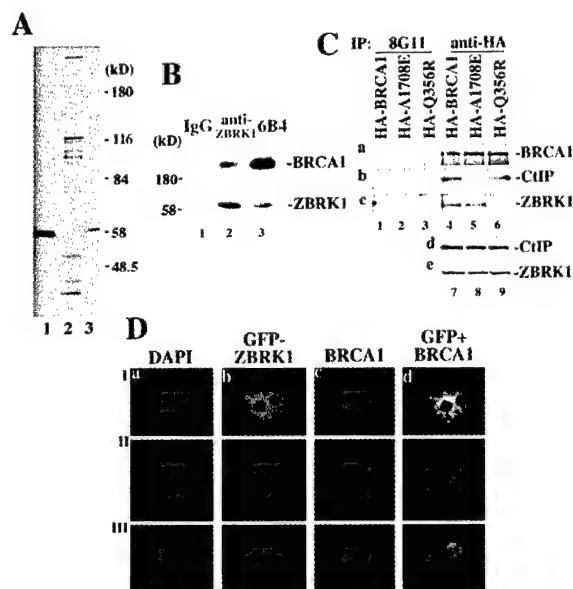 A
(kD)
-180
-116
-84
-58
-48.5
1 2 3
B
IgG anti-ZBRK1 6B4
(kD)
180-
58-
-BRCA1
-ZBRK1
1 2 3
C
IP: 8G11 anti-HA
HA-BRCA1
HA-A1708E
HA-Q356R
HA-BRCA1
HA-A1708E
HA-Q356R
a -BRCA1
b -CtIP
c -ZBRK1
1 2 3 4 5 6
d -CtIP
e -ZBRK1
7 8 9
D
DAPI GFP-ZBRK1 BRCA1 GFP+BRCA1
I a b c d
II
III